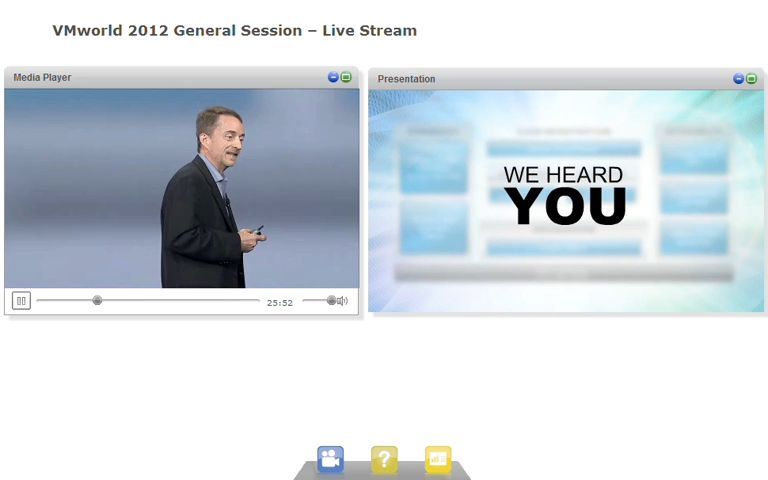 VMworld 2012 General Session – Live Stream
Media Player
Presentation
WE HEARD
YOU
25:52
?